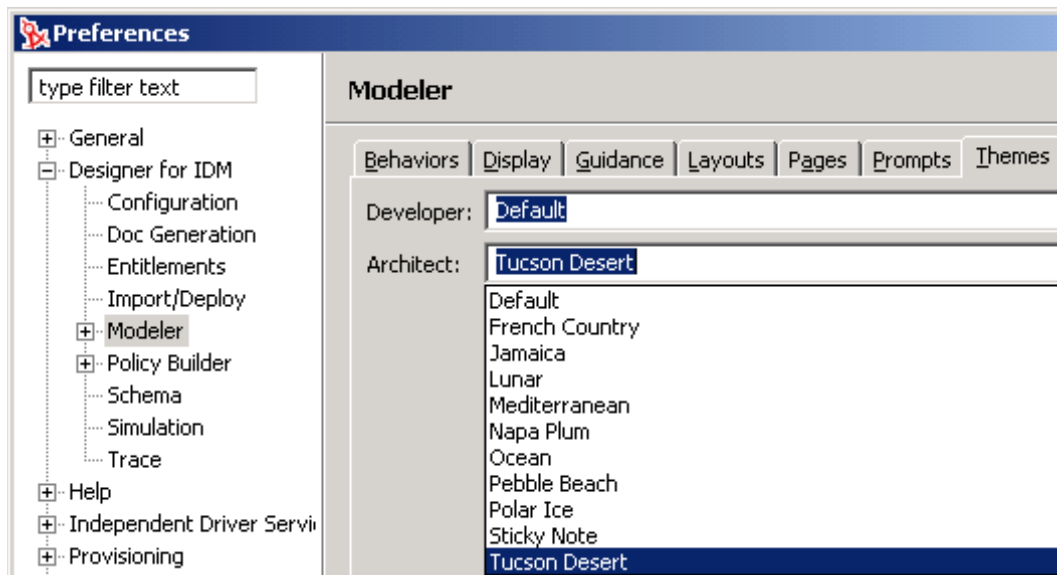 Preferences
type filter text
General
Designer for IDM
Configuration
Doc Generation
Entitlements
Import/Deploy
Modeler
Policy Builder
Schema
Simulation
Trace
Help
Independent Driver Servi
Provisioning
Modeler
Behaviors Display Guidance Layouts Pages Prompts Themes
Developer: Default
Architect: Tucson Desert
Default
French Country
Jamaica
Lunar
Mediterranean
Napa Plum
Ocean
Pebble Beach
Polar Ice
Sticky Note
Tucson Desert